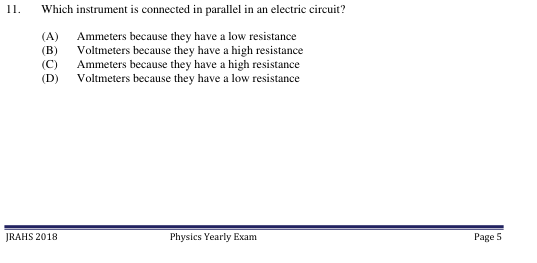 11. Which instrument is connected in parallel in an electric circuit?
(A) Ammeters because they have a low resistance
(B) Voltmeters because they have a high resistance
(C) Ammeters because they have a high resistance
(D) Voltmeters because they have a low resistance
JRAHS 2018 Physics Yearly Exam Page 5